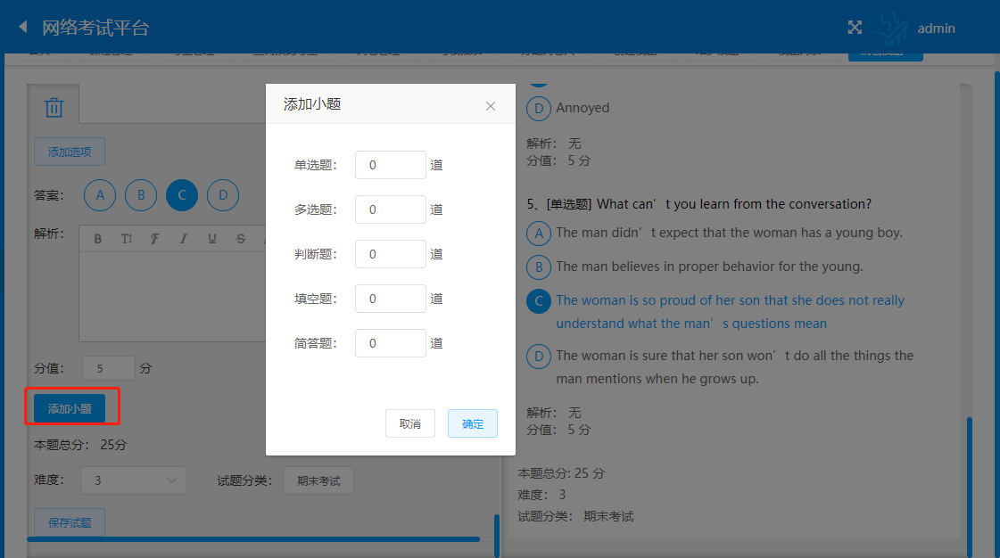 网络考试平台
admin
添加选项
答案： A B C D
解析：
B T F I U S
分值： 5 分
添加小题
本题总分： 25分
难度： 3 试题分类： 期末考试
保存试题
添加小题
单选题： 0 道
多选题： 0 道
判断题： 0 道
填空题： 0 道
简答题： 0 道
取消 确定
D Annoyed
解析： 无
分值： 5 分
5、[单选题] What can’t you learn from the conversation?
A The man didn’t expect that the woman has a young boy.
B The man believes in proper behavior for the young.
C The woman is so proud of her son that she does not really
understand what the man’s questions mean
D The woman is sure that her son won’t do all the things the
man mentions when he grows up.
解析： 无
分值： 5 分
本题总分: 25 分
难度： 3
试题分类： 期末考试